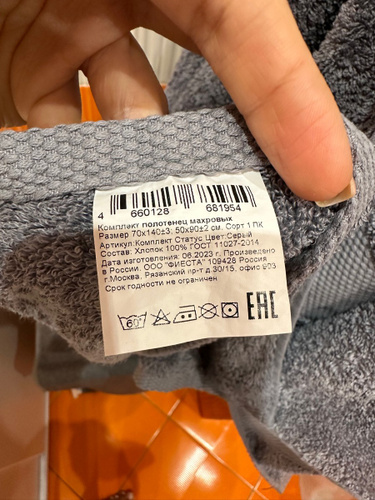 4 660128 681954
Комплект полотенец махровых
Размер 70х140±3; 50х90±2 см. Сорт 1 ПК
Артикул:Комплект Статус Цвет:Серый
Состав: Хлопок 100% ГОСТ 11027-2014
Дата изготовления: 06.2023 г. Произведено
в России. ООО "ФИЕСТА" 109428 Россия
г.Москва, Рязанский пр-т д 30/15, офис 903
Срок годности не ограничен
60°
ЕАС